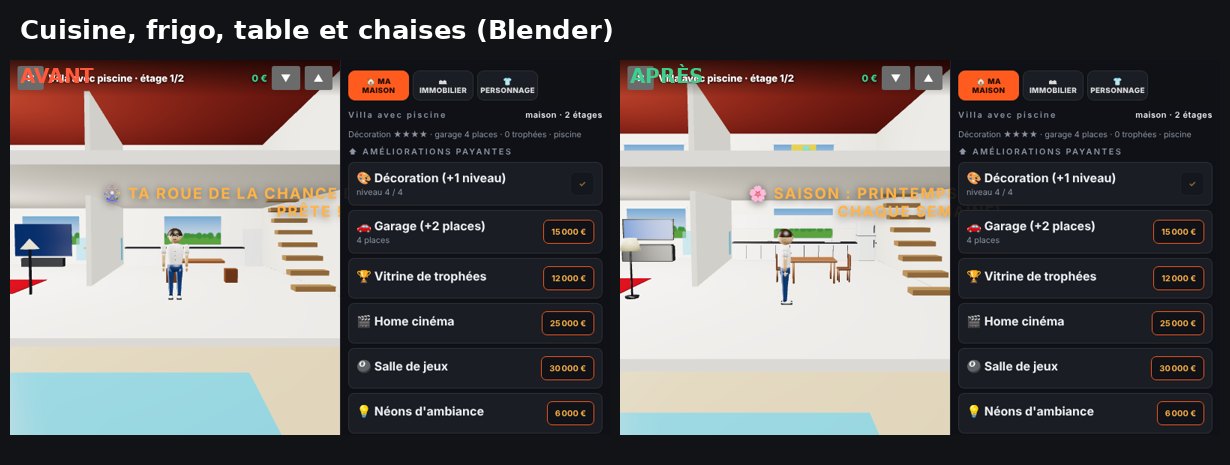 Cuisine, frigo, table et chaises (Blender)
AVANT
Villa avec piscine · étage 1/2
0 €
▼
▲
🏠 MA MAISON
🏘 IMMOBILIER
👕 PERSONNAGE
Villa avec piscine
maison · 2 étages
Décoration ★★★★ · garage 4 places · 0 trophées · piscine
⬆ AMÉLIORATIONS PAYANTES
🎡 TA ROUE DE LA CHANCE
🎨 Décoration (+1 niveau)
niveau 4 / 4
✓
🚗 Garage (+2 places)
4 places
15 000 €
🏆 Vitrine de trophées
12 000 €
🎬 Home cinéma
25 000 €
🎱 Salle de jeux
30 000 €
💡 Néons d'ambiance
6 000 €
APRÈS
Villa avec piscine · étage 1/2
0 €
▼
▲
🏠 MA MAISON
🏘 IMMOBILIER
👕 PERSONNAGE
Villa avec piscine
maison · 2 étages
Décoration ★★★★ · garage 4 places · 0 trophées · piscine
⬆ AMÉLIORATIONS PAYANTES
🌸 SAISON : PRINTEMPS
CHAQUE SEMAINE
🎨 Décoration (+1 niveau)
niveau 4 / 4
✓
🚗 Garage (+2 places)
4 places
15 000 €
🏆 Vitrine de trophées
12 000 €
🎬 Home cinéma
25 000 €
🎱 Salle de jeux
30 000 €
💡 Néons d'ambiance
6 000 €